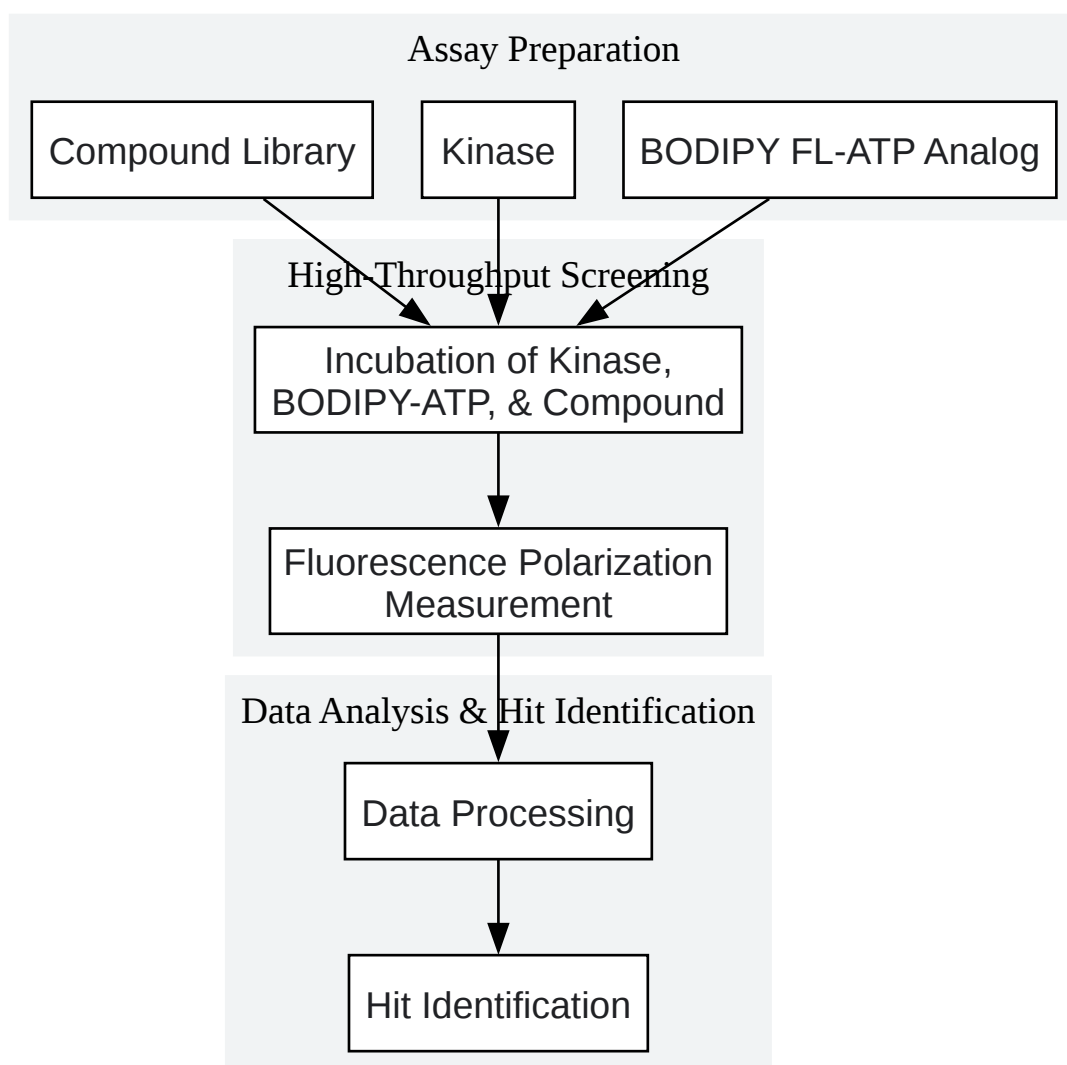 Assay Preparation
Compound Library
Kinase
BODIPY FL-ATP Analog
High-Throughput Screening
Incubation of Kinase,
BODIPY-ATP, & Compound
Fluorescence Polarization
Measurement
Data Analysis & Hit Identification
Data Processing
Hit Identification